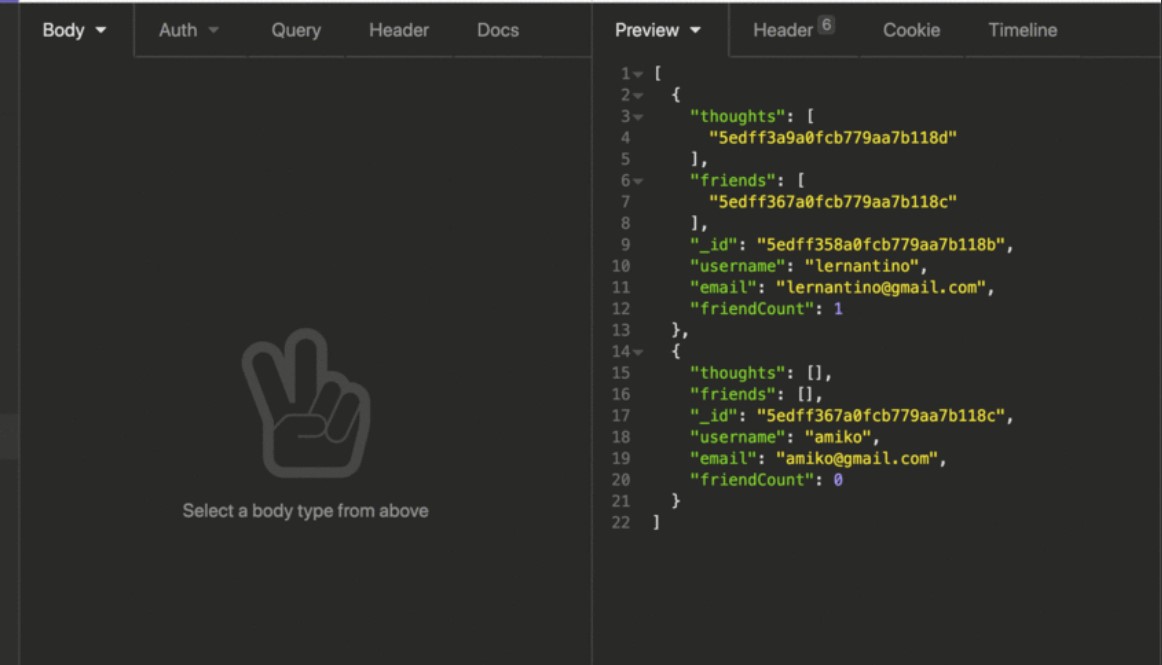 Body Auth Query Header Docs
Select a body type from above
Preview Header 6 Cookie Timeline
1 [
2 {
3 "thoughts": [
4 "5edff3a9a0fcb779aa7b118d"
5 ],
6 "friends": [
7 "5edff367a0fcb779aa7b118c"
8 ],
9 "_id": "5edff358a0fcb779aa7b118b",
10 "username": "lernantino",
11 "email": "lernantino@gmail.com",
12 "friendCount": 1
13 },
14 {
15 "thoughts": [],
16 "friends": [],
17 "_id": "5edff367a0fcb779aa7b118c",
18 "username": "amiko",
19 "email": "amiko@gmail.com",
20 "friendCount": 0
21 }
22 ]